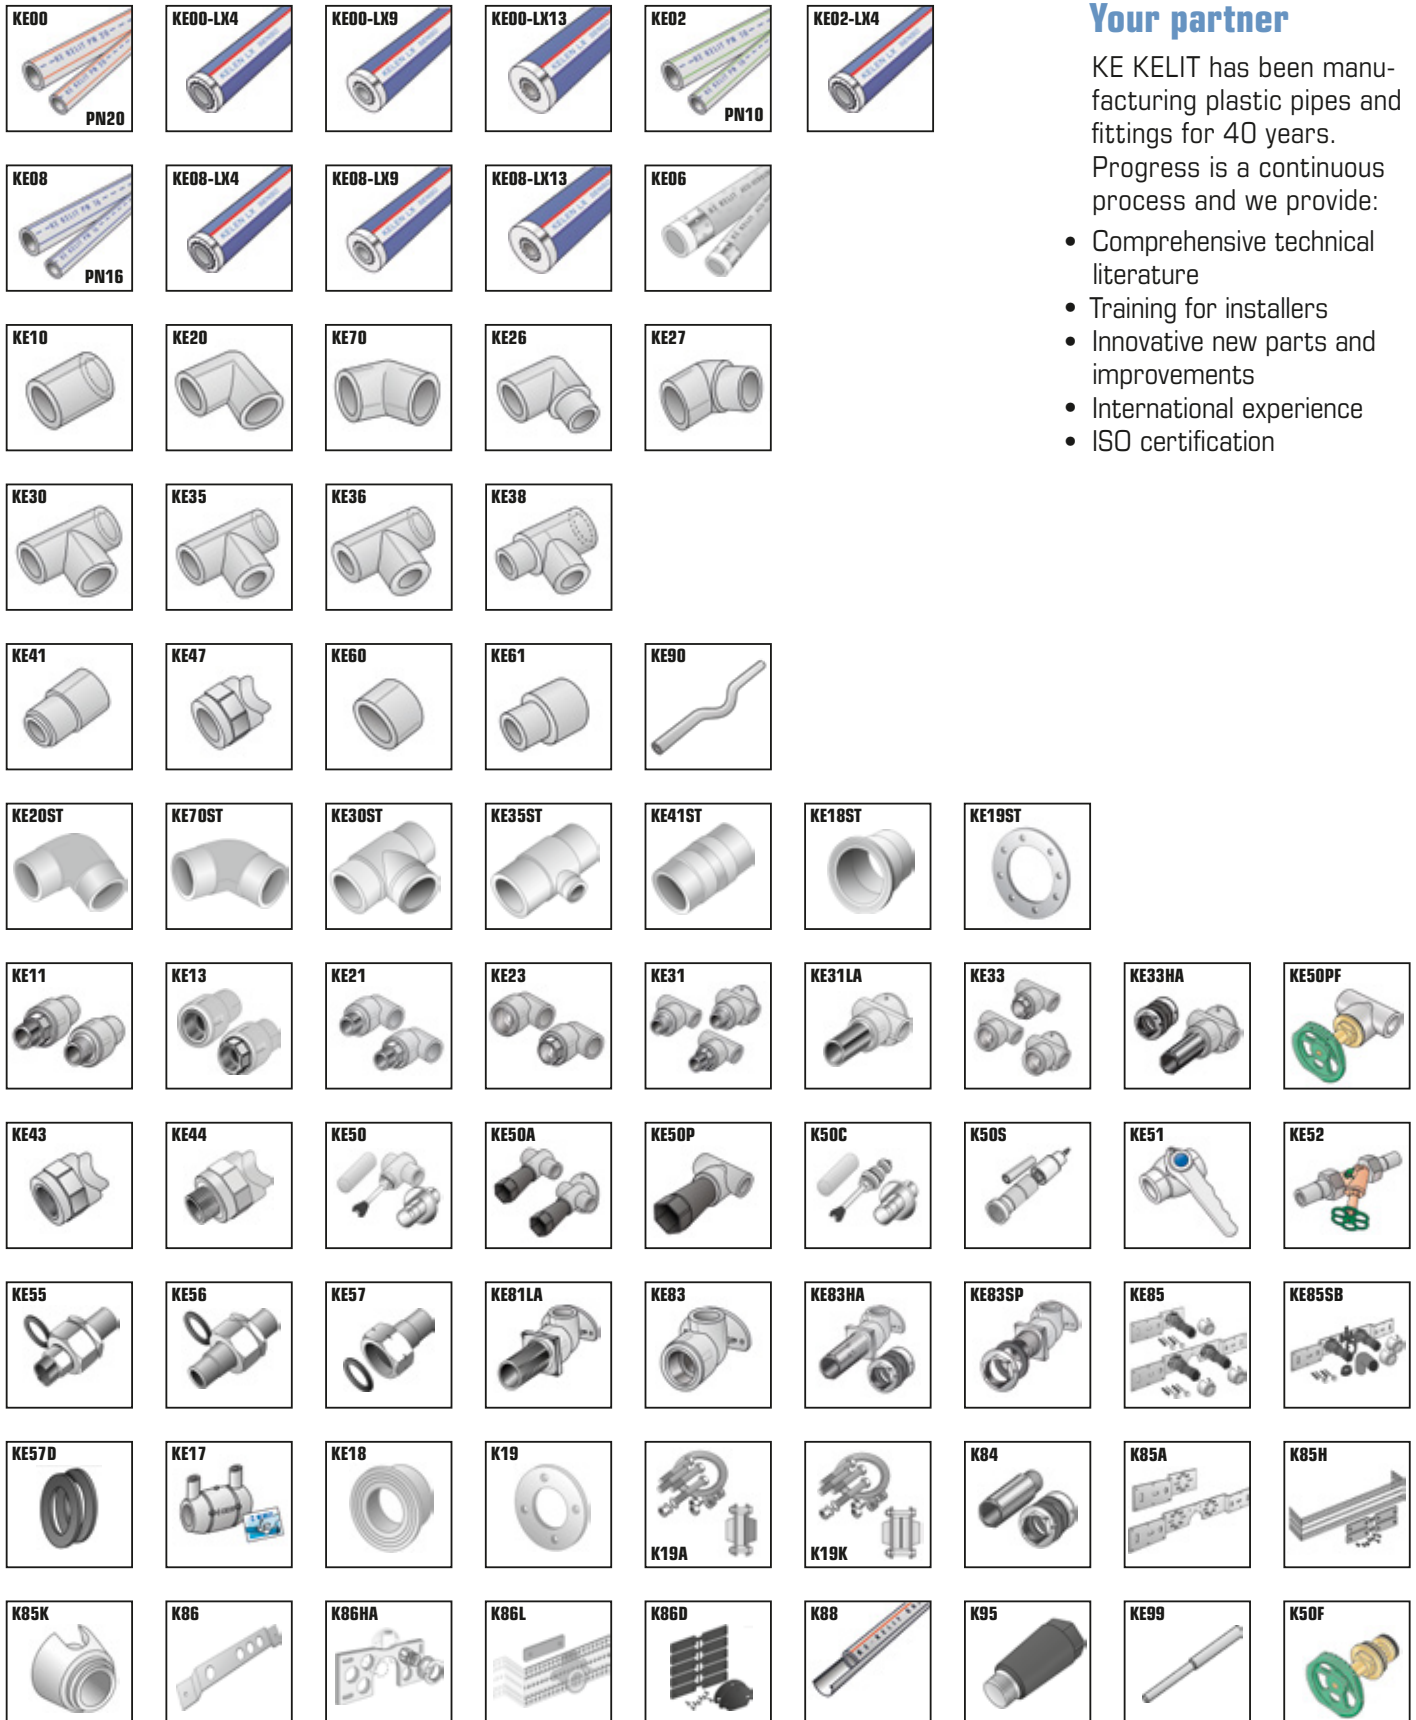 KE00
PN20
KE00-LX4
KE00-LX9
KE00-LX13
KE02
PN10
KE02-LX4
Your partner
KE KELIT has been manu-
facturing plastic pipes and
fittings for 40 years.
Progress is a continuous
process and we provide:
• Comprehensive technical
literature
• Training for installers
• Innovative new parts and
improvements
• International experience
• ISO certification
KE08
PN16
KE08-LX4
KE08-LX9
KE08-LX13
KE06
KE10
KE20
KE70
KE26
KE27
KE30
KE35
KE36
KE38
KE41
KE47
KE60
KE61
KE90
KE20ST
KE70ST
KE30ST
KE35ST
KE41ST
KE18ST
KE19ST
KE11
KE13
KE21
KE23
KE31
KE31LA
KE33
KE33HA
KE50PF
KE43
KE44
KE50
KE50A
KE50P
K50C
K50S
KE51
KE52
KE55
KE56
KE57
KE81LA
KE83
KE83HA
KE83SP
KE85
KE85SB
KE57D
KE17
KE18
K19
K19A
K19K
K84
K85A
K85H
K85K
K86
K86HA
K86L
K86D
K88
K95
KE99
K50F